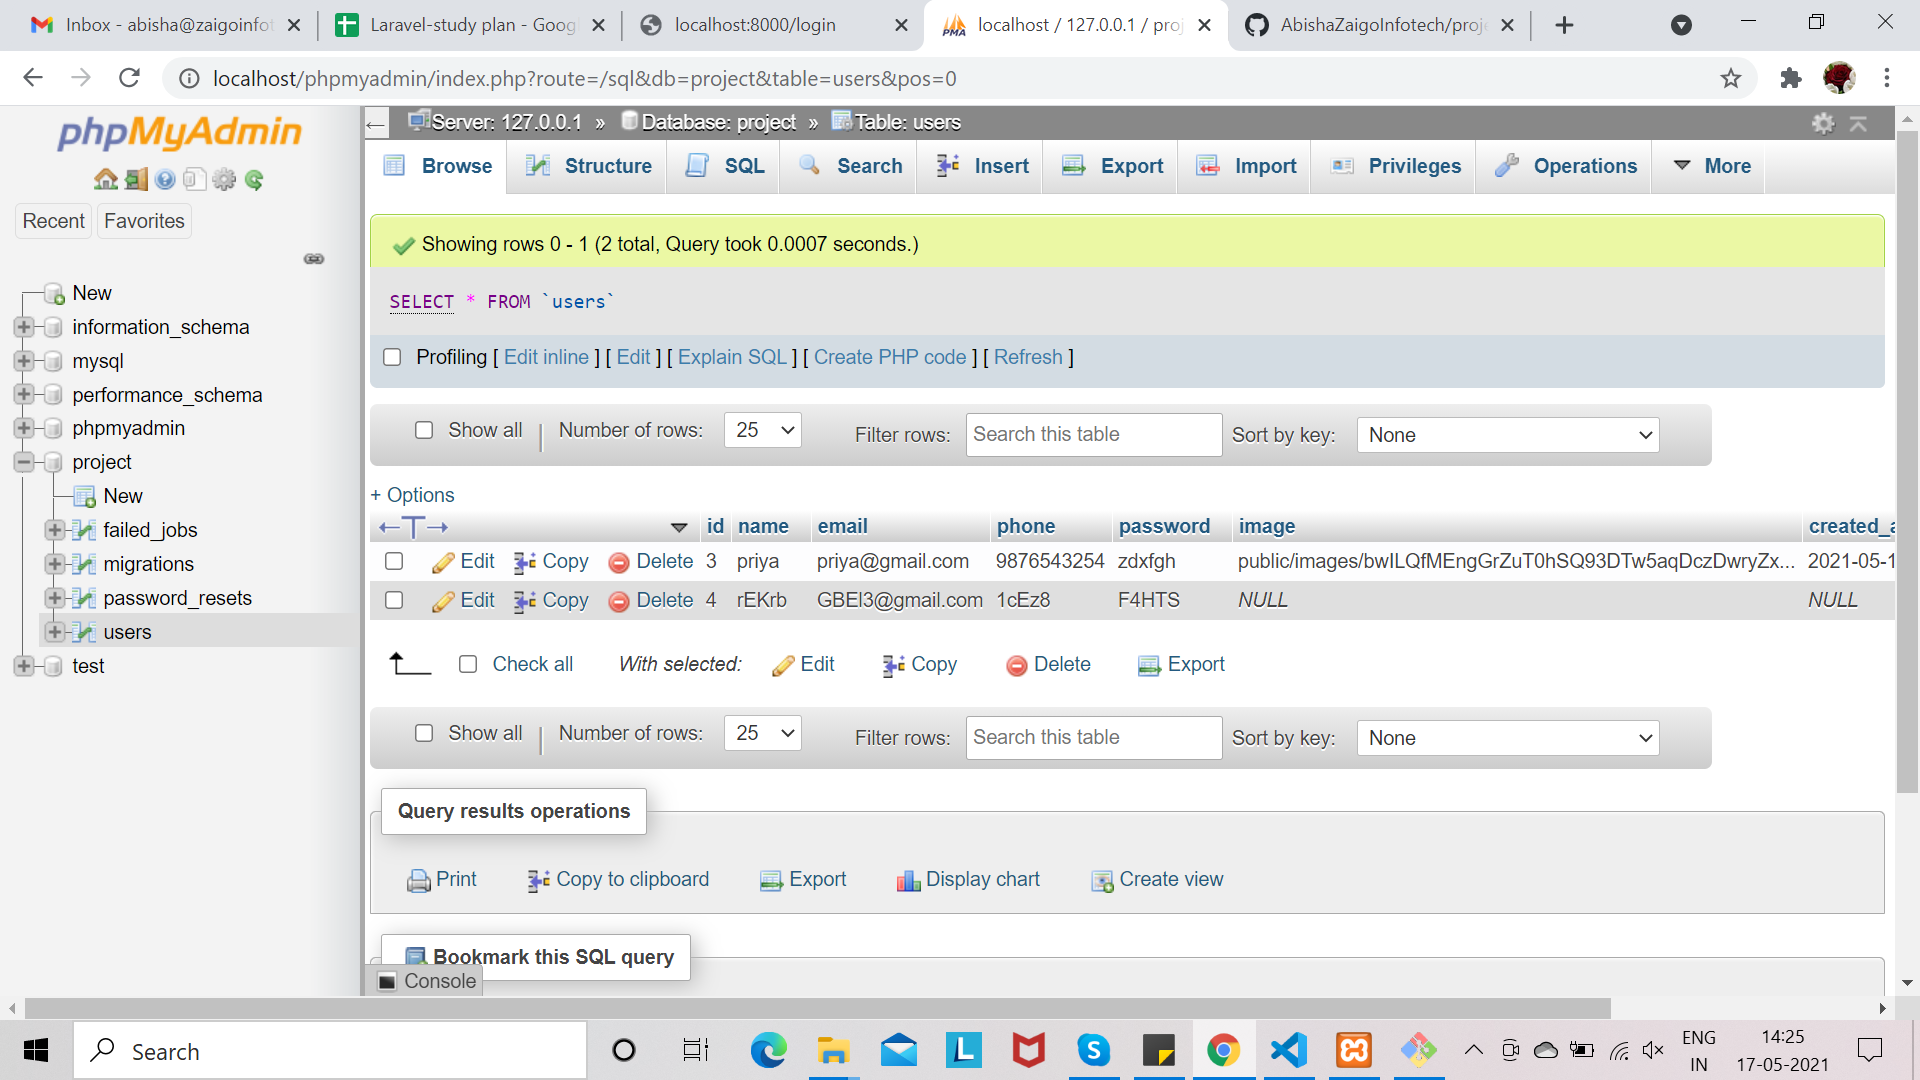 Inbox - abisha@zaigoinfot
Laravel-study plan - Goog
localhost:8000/login
localhost / 127.0.0.1 / proj
AbishaZaigoInfotech/proje
localhost/phpmyadmin/index.php?route=/sql&db=project&table=users&pos=0
phpMyAdmin
Recent Favorites
New
information_schema
mysql
performance_schema
phpmyadmin
project
New
failed_jobs
migrations
password_resets
users
test
Server: 127.0.0.1 » Database: project » Table: users
Browse Structure SQL Search Insert Export Import Privileges Operations More
Showing rows 0 - 1 (2 total, Query took 0.0007 seconds.)
SELECT * FROM `users`
Profiling [ Edit inline ] [ Edit ] [ Explain SQL ] [ Create PHP code ] [ Refresh ]
Show all Number of rows: 25 Filter rows: Search this table Sort by key: None
+ Options
←T→ id name email phone password image created_a
Edit Copy Delete 3 priya priya@gmail.com 9876543254 zdxfgh public/images/bwILQfMEngGrZuT0hSQ93DTw5aqDczDwryZx... 2021-05-1
Edit Copy Delete 4 rEKrb GBEl3@gmail.com 1cEz8 F4HTS NULL NULL
Check all With selected: Edit Copy Delete Export
Show all Number of rows: 25 Filter rows: Search this table Sort by key: None
Query results operations
Print Copy to clipboard Export Display chart Create view
Bookmark this SQL query
Console
Search
ENG
IN
14:25
17-05-2021